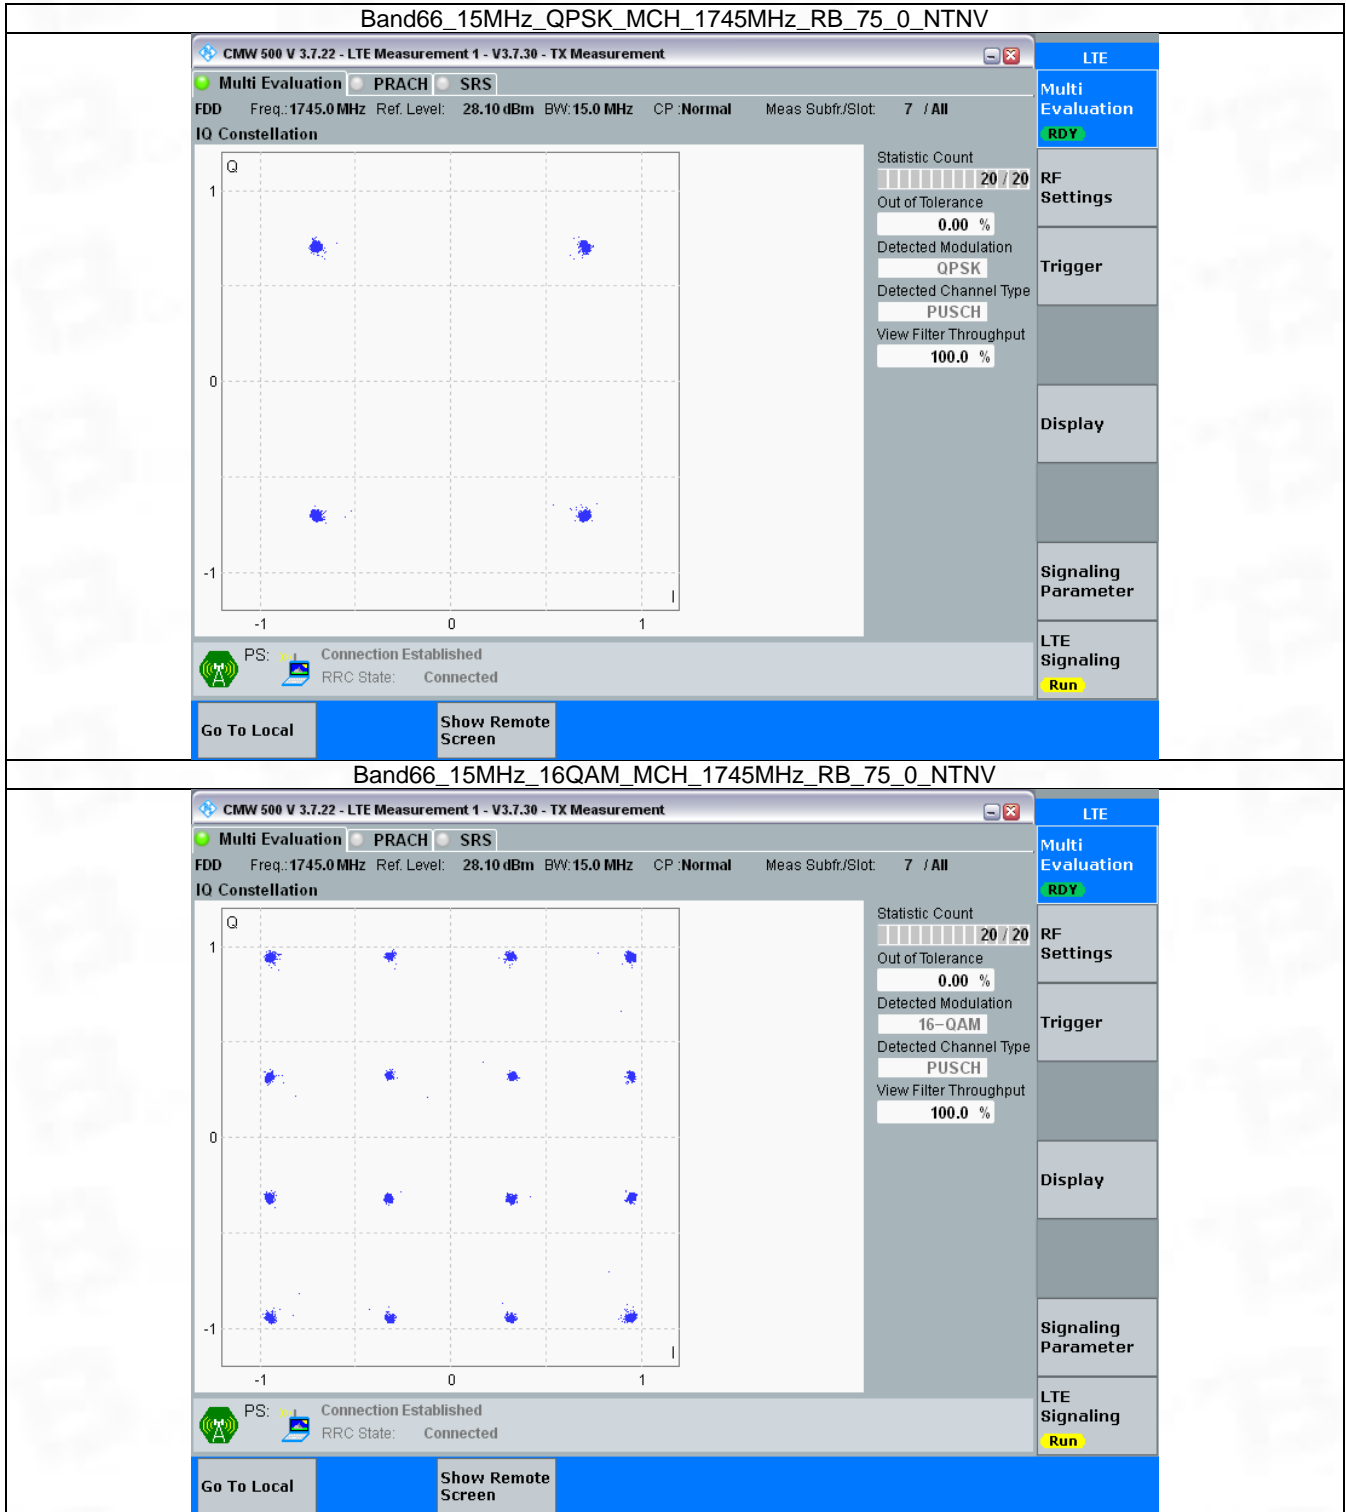 Band66_15MHz_QPSK_MCH_1745MHz_RB_75_0_NTNV
CMW 500 V 3.7.22 - LTE Measurement 1 - V3.7.30 - TX Measurement
LTE
Multi Evaluation PRACH SRS
Multi
Evaluation
RDY
FDD Freq.: 1745.0 MHz Ref. Level: 28.10 dBm BW: 15.0 MHz CP : Normal Meas Subfr./Slot: 7 / All
IQ Constellation
Q
1
0
-1
I
-1 0 1
Statistic Count
20 / 20
Out of Tolerance
0.00 %
Detected Modulation
QPSK
Detected Channel Type
PUSCH
View Filter Throughput
100.0 %
RF
Settings
Trigger
Display
Signaling
Parameter
LTE
Signaling
Run
PS: Connection Established
RRC State: Connected
Go To Local
Show Remote
Screen
Band66_15MHz_16QAM_MCH_1745MHz_RB_75_0_NTNV
CMW 500 V 3.7.22 - LTE Measurement 1 - V3.7.30 - TX Measurement
LTE
Multi Evaluation PRACH SRS
Multi
Evaluation
RDY
FDD Freq.: 1745.0 MHz Ref. Level: 28.10 dBm BW: 15.0 MHz CP : Normal Meas Subfr./Slot: 7 / All
IQ Constellation
Q
1
0
-1
I
-1 0 1
Statistic Count
20 / 20
Out of Tolerance
0.00 %
Detected Modulation
16-QAM
Detected Channel Type
PUSCH
View Filter Throughput
100.0 %
RF
Settings
Trigger
Display
Signaling
Parameter
LTE
Signaling
Run
PS: Connection Established
RRC State: Connected
Go To Local
Show Remote
Screen